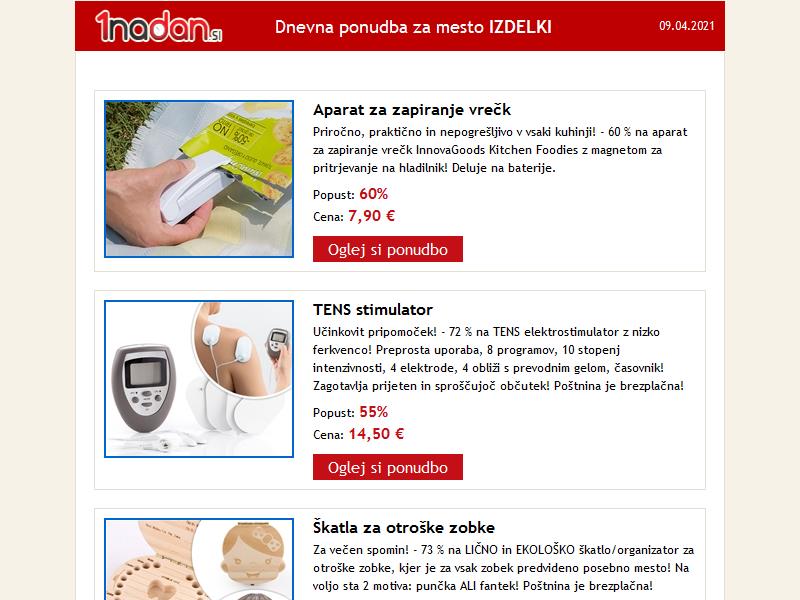 1nadan.si
Dnevna ponudba za mesto IZDELKI
09.04.2021
Aparat za zapiranje vrečk
Priročno, praktično in nepogrešljivo v vsaki kuhinji! - 60 % na aparat
za zapiranje vrečk InnovaGoods Kitchen Foodies z magnetom za
pritrjevanje na hladilnik! Deluje na baterije.
Popust: 60%
Cena: 7,90 €
Oglej si ponudbo
TENS stimulator
Učinkovit pripomoček! - 72 % na TENS elektrostimulator z nizko
ferkvenco! Preprosta uporaba, 8 programov, 10 stopenj
intenzivnosti, 4 elektrode, 4 obliži s prevodnim gelom, časovnik!
Zagotavlja prijeten in sproščujoč občutek! Poštnina je brezplačna!
Popust: 55%
Cena: 14,50 €
Oglej si ponudbo
Škatla za otroške zobke
Za večen spomin! - 73 % na LIČNO in EKOLOŠKO škatlo/organizator za
otroške zobke, kjer je za vsak zobek predvideno posebno mesto! Na
voljo sta 2 motiva: punčka ALI fantek! Poštnina je brezplačna!